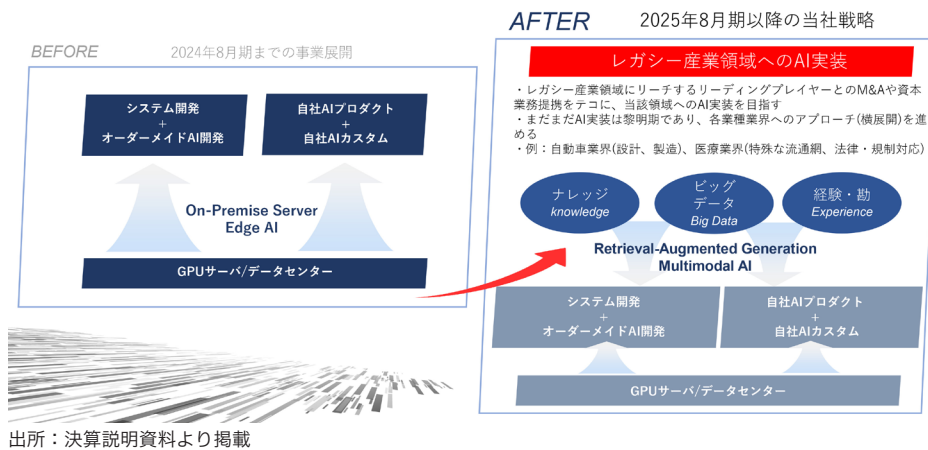 BEFORE
2024年8月期までの事業展開
システム開発
+
オーダーメイドAI開発
自社AIプロダクト
+
自社AIカスタム
On-Premise Server
Edge AI
GPUサーバ/データセンター
AFTER
2025年8月期以降の当社戦略
レガシー産業領域へのAI実装
・レガシー産業領域にリーチするリーディングプレイヤーとのM&Aや資本
業務提携をテコに、当該領域へのAI実装を目指す
・まだまだAI実装は黎明期であり、各業種業界へのアプローチ(横展開)を進
める
・例：自動車業界(設計、製造)、医療業界(特殊な流通網、法律・規制対応)
ナレッジ
knowledge
ビッグ
データ
Big Data
経験・勘
Experience
Retrieval-Augmented Generation
Multimodal AI
システム開発
+
オーダーメイドAI開発
自社AIプロダクト
+
自社AIカスタム
GPUサーバ/データセンター
出所：決算説明資料より掲載